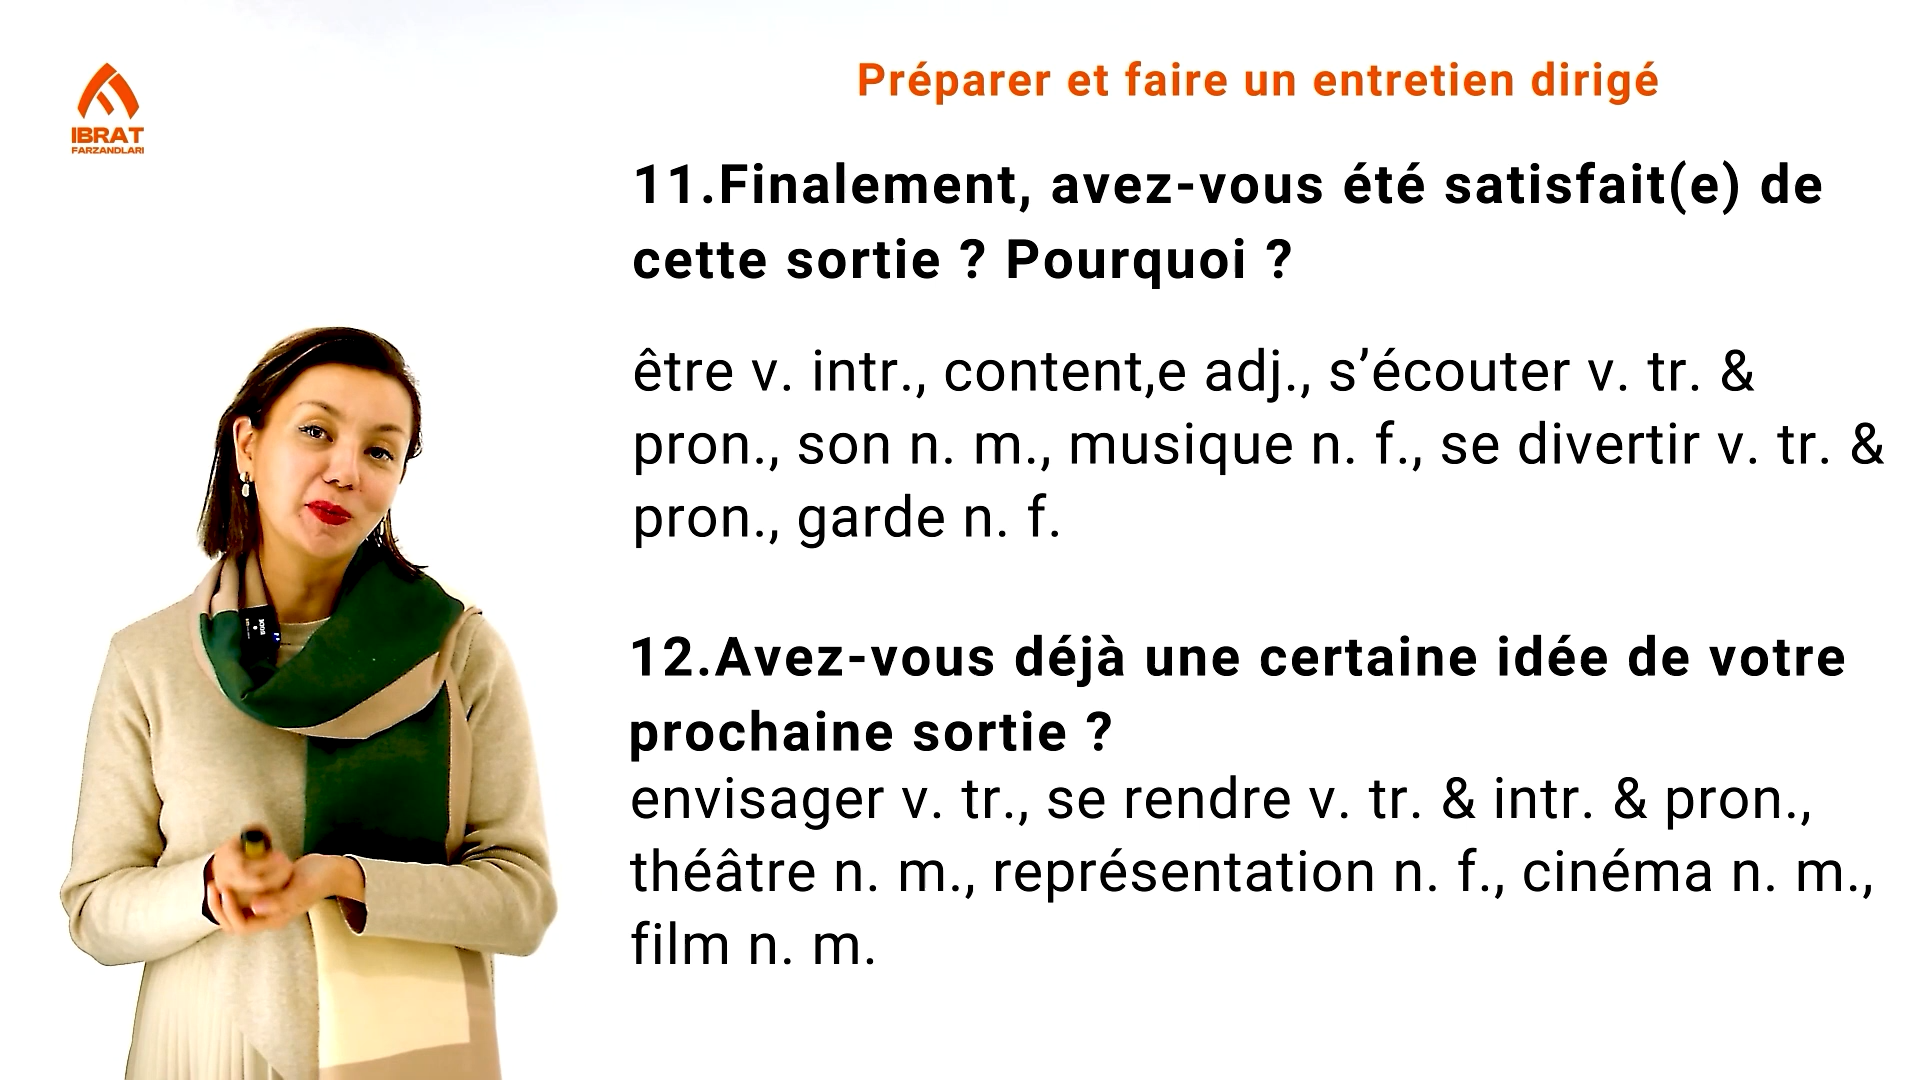 IBRAT
FARZANDLARI
Préparer et faire un entretien dirigé
11.Finalement, avez-vous été satisfait(e) de
cette sortie ? Pourquoi ?
être v. intr., content,e adj., s’écouter v. tr. &
pron., son n. m., musique n. f., se divertir v. tr. &
pron., garde n. f.
12.Avez-vous déjà une certaine idée de votre
prochaine sortie ?
envisager v. tr., se rendre v. tr. & intr. & pron.,
théâtre n. m., représentation n. f., cinéma n. m.,
film n. m.